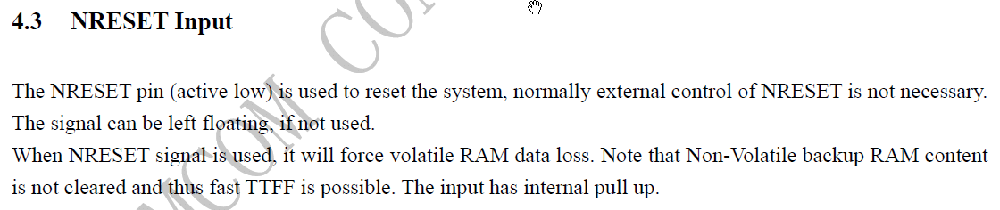 4.3 NRESET Input
The NRESET pin (active low) is used to reset the system, normally external control of NRESET is not necessary.
The signal can be left floating, if not used.
When NRESET signal is used, it will force volatile RAM data loss. Note that Non-Volatile backup RAM content
is not cleared and thus fast TTFF is possible. The input has internal pull up.